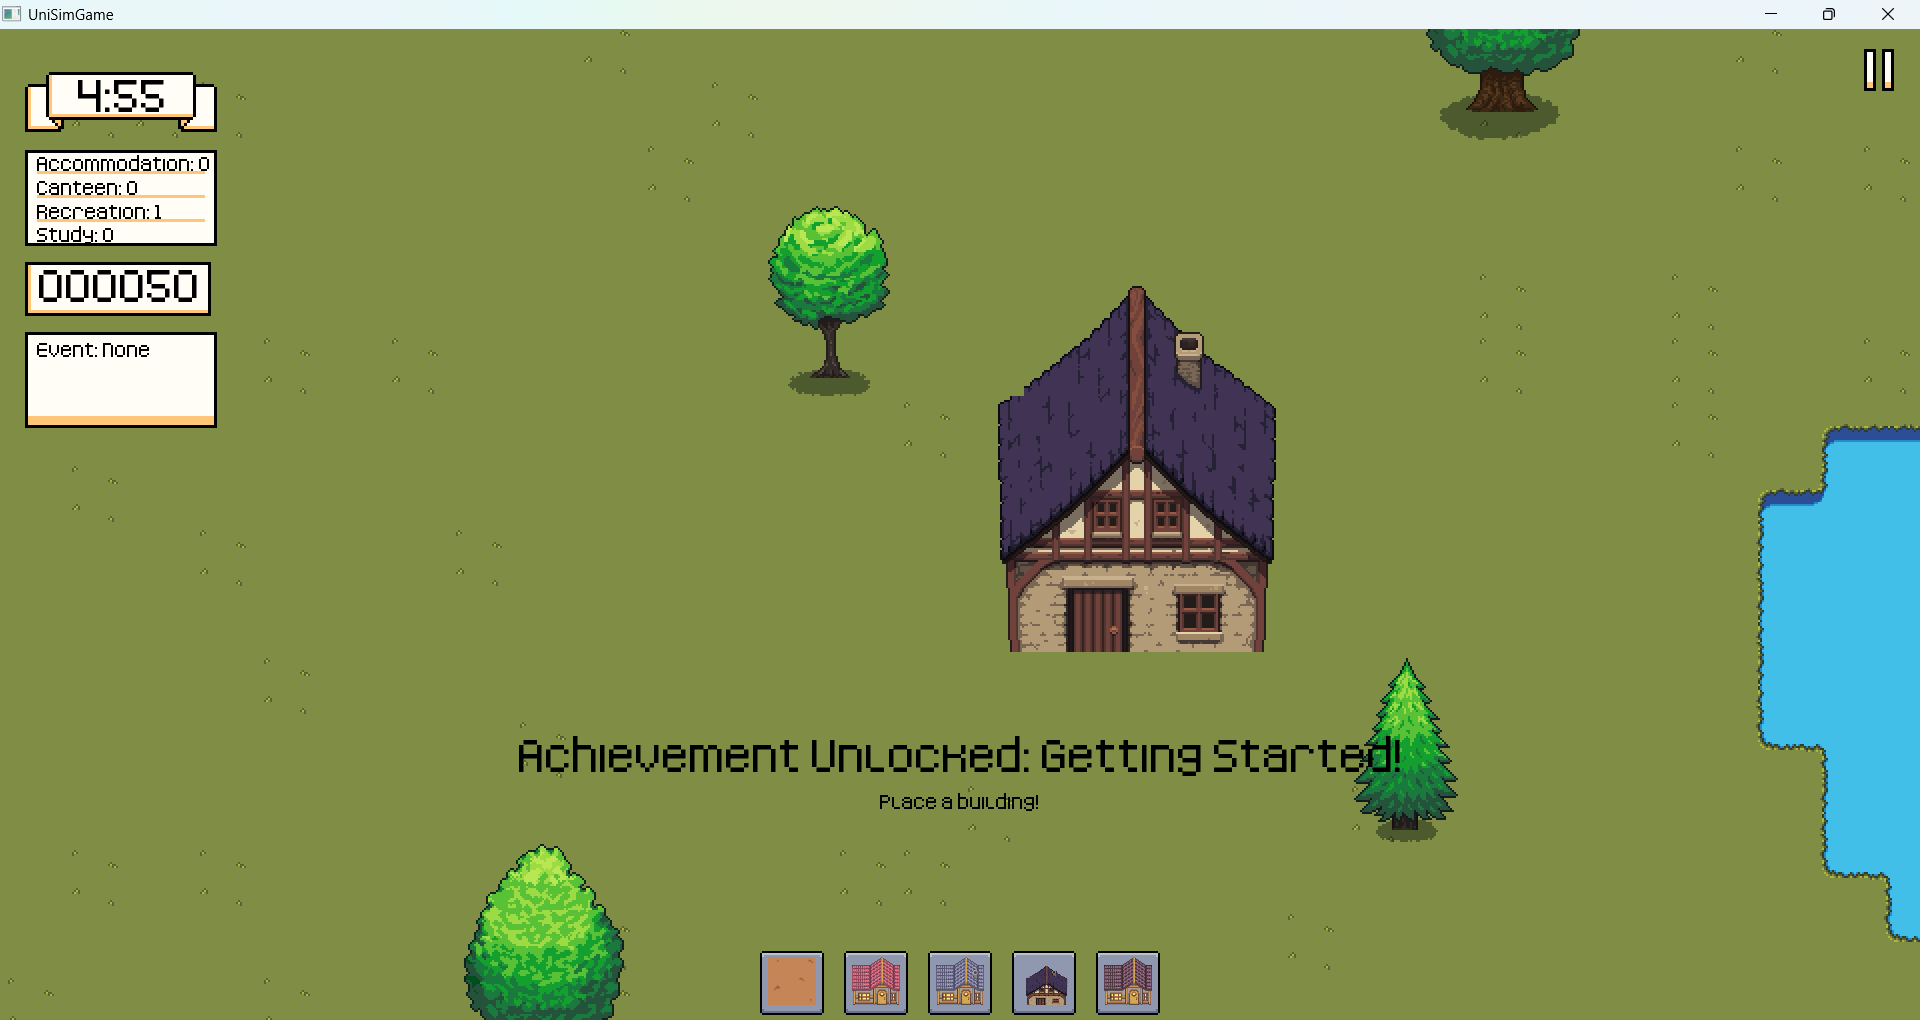 UniSimGame
4:55
Accommodation: 0
Canteen: 0
Recreation: 1
Study: 0
000050
Event: None
Achievement Unlocked: Getting Started!
Place a building!